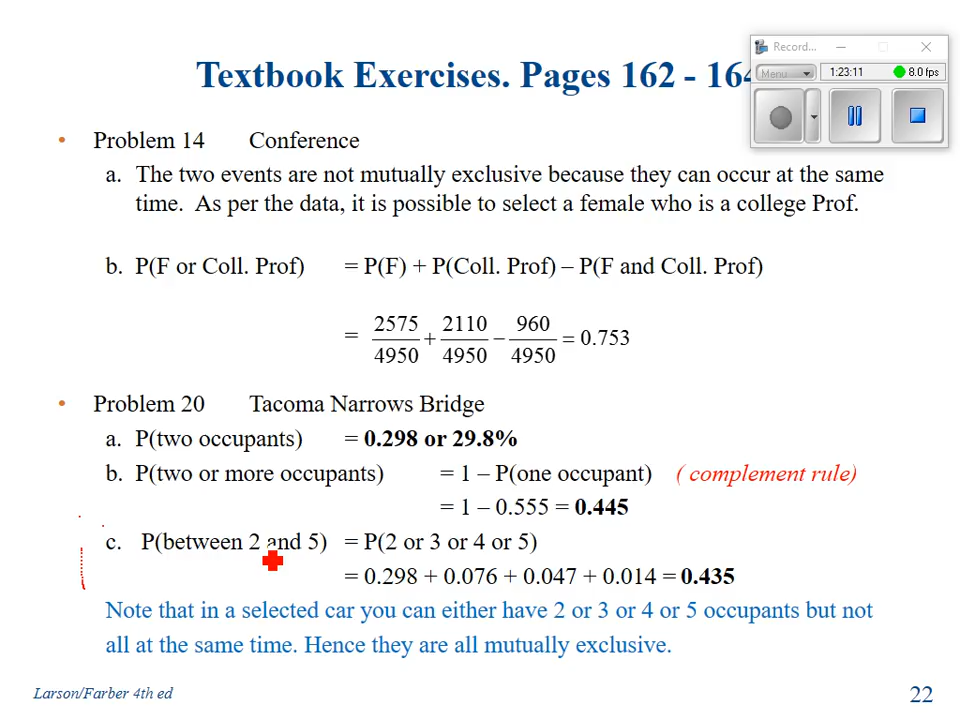 Textbook Exercises. Pages 162 - 164
Record...
Menu
1:23:11
8.0 fps
• Problem 14 Conference
a. The two events are not mutually exclusive because they can occur at the same
time. As per the data, it is possible to select a female who is a college Prof.
b. P(F or Coll. Prof) = P(F) + P(Coll. Prof) – P(F and Coll. Prof)
= 2575/4950 + 2110/4950 − 960/4950 = 0.753
• Problem 20 Tacoma Narrows Bridge
a. P(two occupants) = 0.298 or 29.8%
b. P(two or more occupants) = 1 – P(one occupant) ( complement rule)
= 1 – 0.555 = 0.445
c. P(between 2 and 5) = P(2 or 3 or 4 or 5)
= 0.298 + 0.076 + 0.047 + 0.014 = 0.435
Note that in a selected car you can either have 2 or 3 or 4 or 5 occupants but not
all at the same time. Hence they are all mutually exclusive.
Larson/Farber 4th ed
22